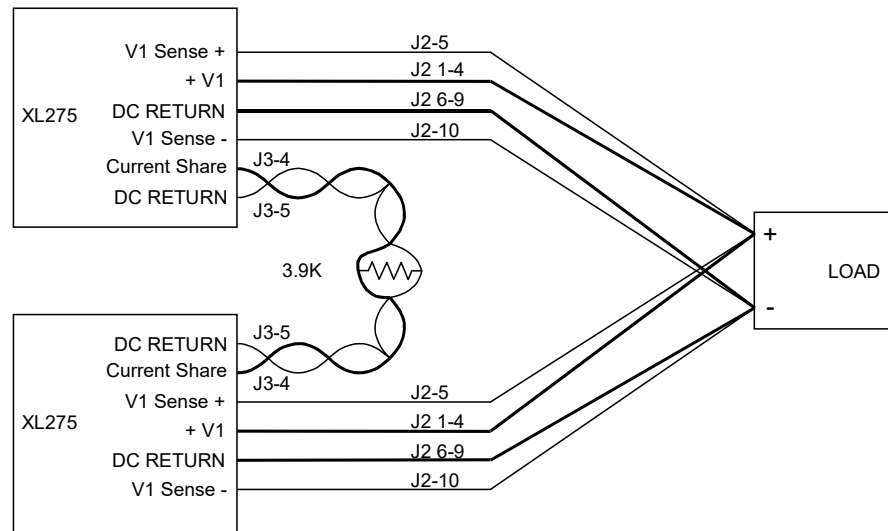 V1 Sense +
J2-5
+ V1
J2 1-4
XL275
DC RETURN
J2 6-9
V1 Sense -
J2-10
Current Share
J3-4
DC RETURN
J3-5
+
3.9K
LOAD
-
DC RETURN
J3-5
Current Share
J3-4
V1 Sense +
J2-5
XL275
+ V1
J2 1-4
DC RETURN
J2 6-9
V1 Sense -
J2-10